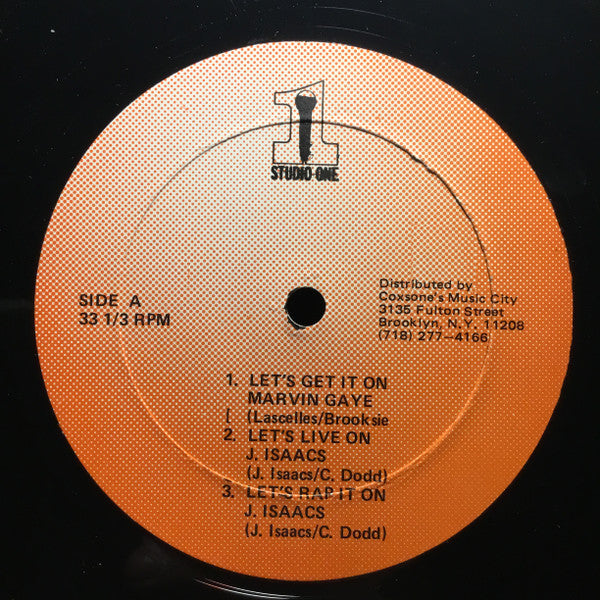 1
STUDIO ONE
SIDE A
33 1/3 RPM
Distributed by
Coxsone's Music City
3135 Fulton Street
Brooklyn, N.Y. 11208
(718) 277-4166
1. LET'S GET IT ON
MARVIN GAYE
( (Lascelles/Brooksie
2. LET'S LIVE ON
J. ISAACS
(J. Isaacs/C. Dodd)
3. LET'S RAP IT ON
J. ISAACS
(J. Isaacs/C. Dodd)